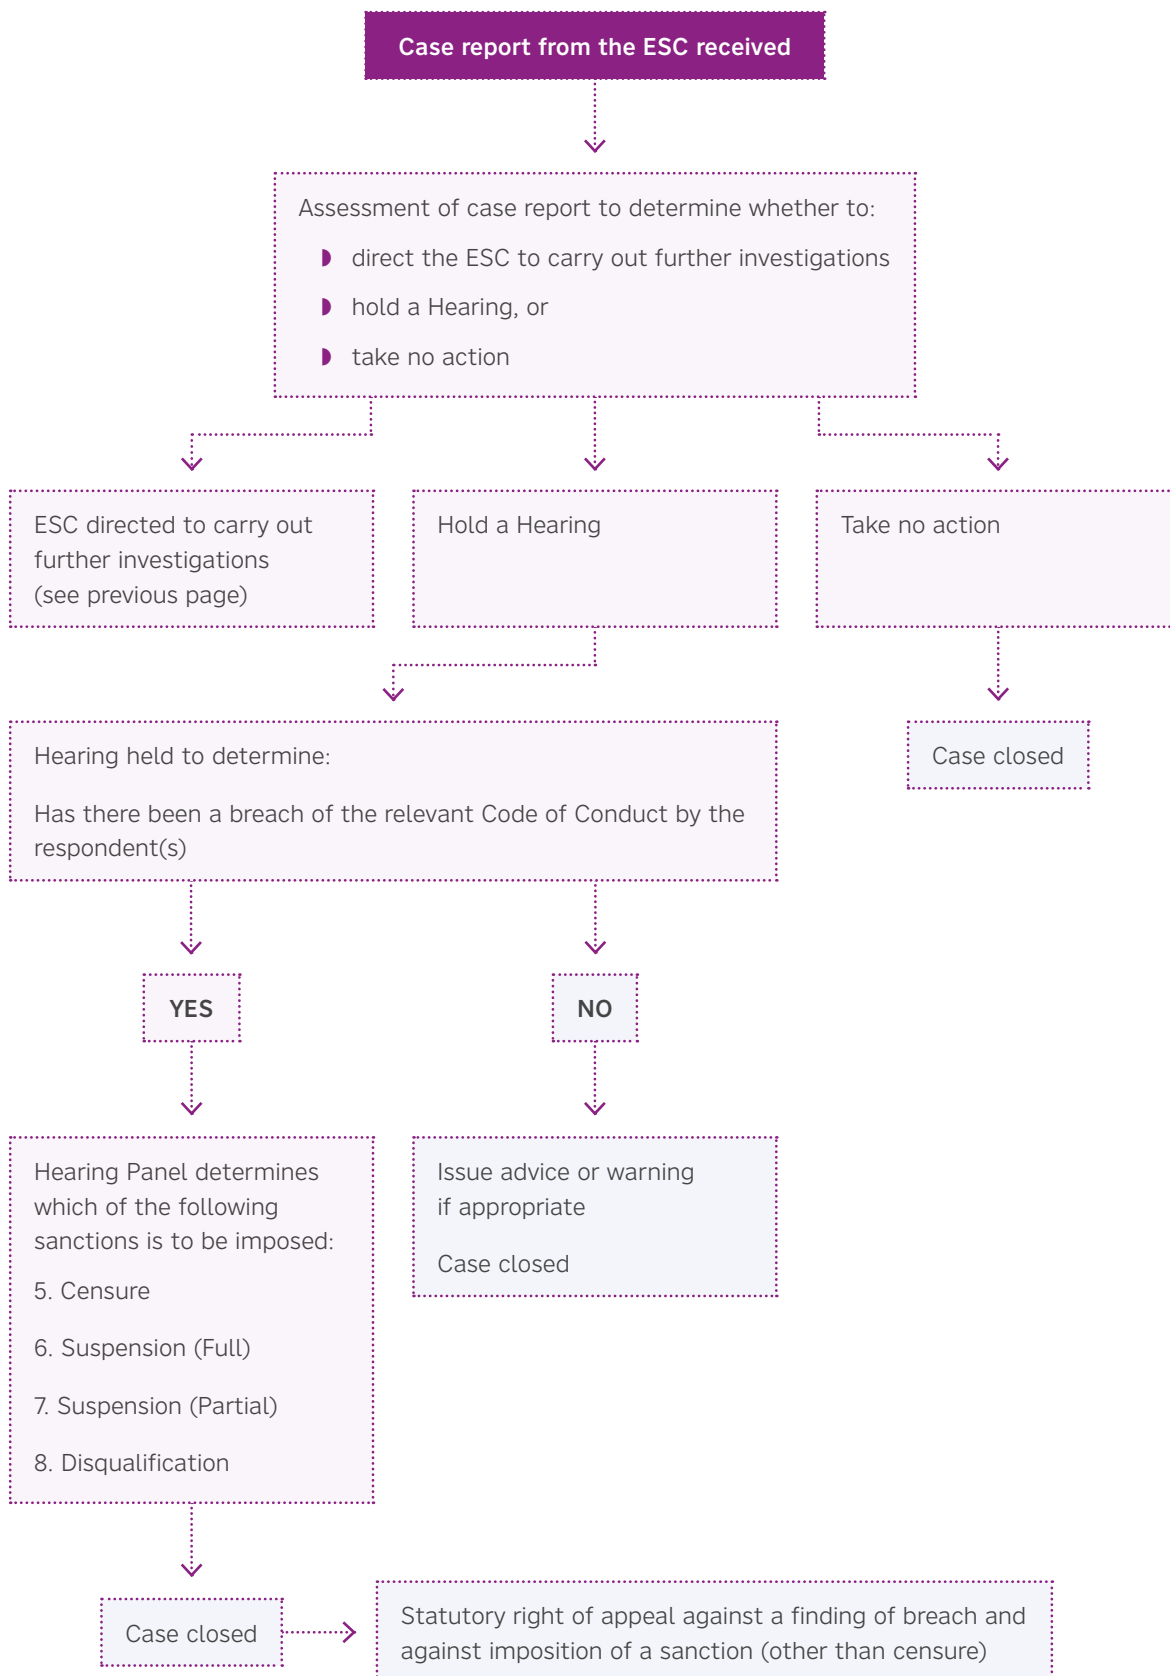 Case report from the ESC received
Assessment of case report to determine whether to:
direct the ESC to carry out further investigations
hold a Hearing, or
take no action
ESC directed to carry out
further investigations
(see previous page)
Hold a Hearing
Take no action
Hearing held to determine:
Has there been a breach of the relevant Code of Conduct by the
respondent(s)
Case closed
YES
NO
Hearing Panel determines
which of the following
sanctions is to be imposed:
5. Censure
6. Suspension (Full)
7. Suspension (Partial)
8. Disqualification
Issue advice or warning
if appropriate
Case closed
Case closed
Statutory right of appeal against a finding of breach and
against imposition of a sanction (other than censure)